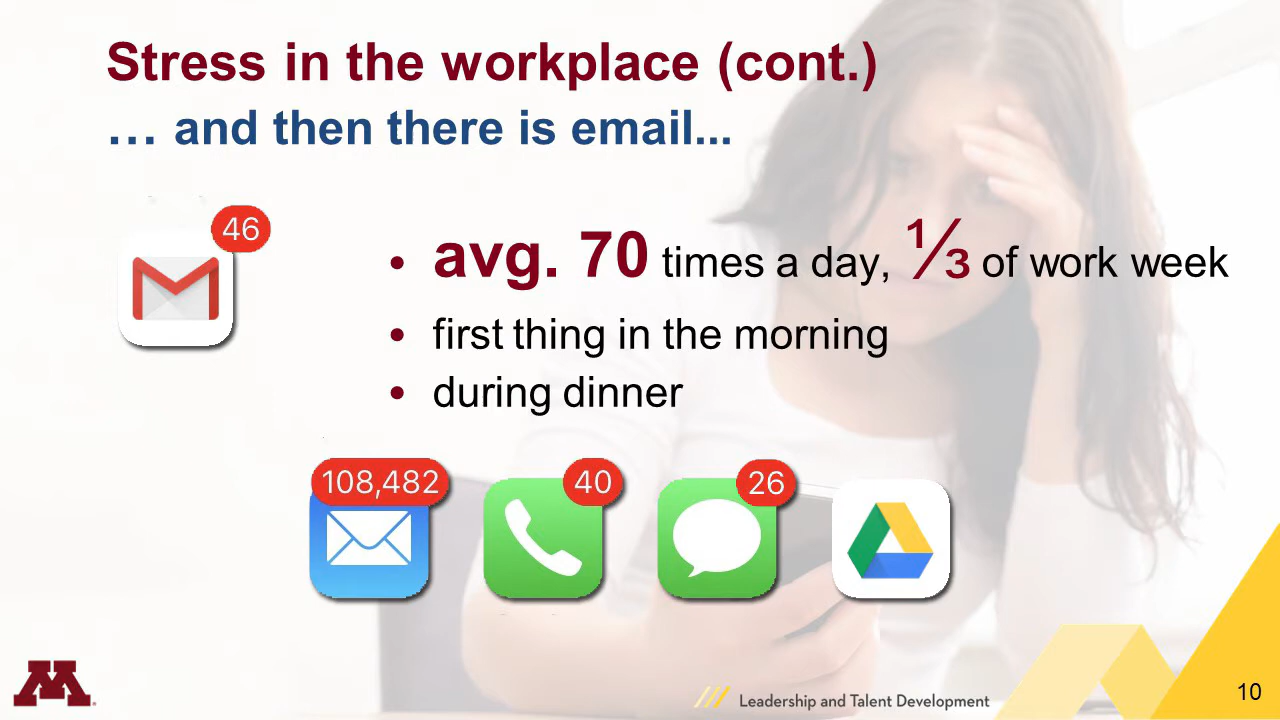 Stress in the workplace (cont.)
… and then there is email...
46
• avg. 70 times a day, ⅓ of work week
• first thing in the morning
• during dinner
108,482
40
26
M
Leadership and Talent Development
10